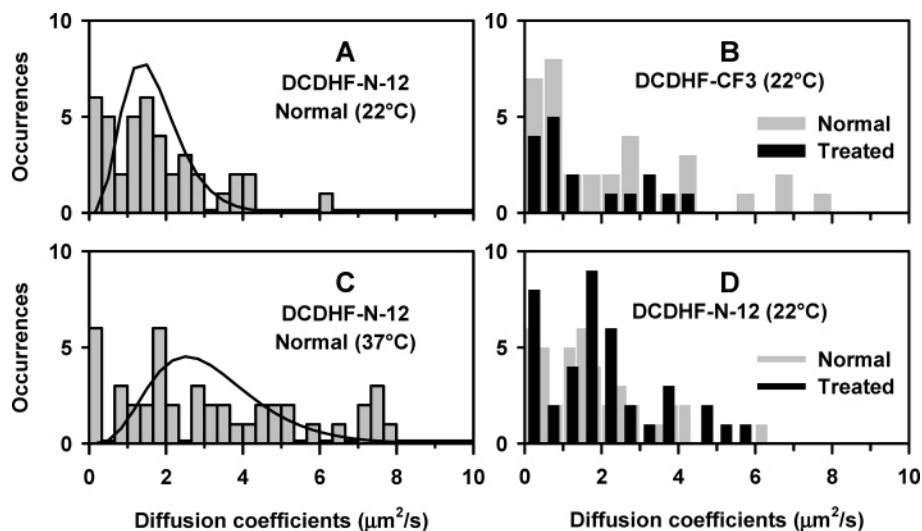 10
5
0
Occurrences
A
DCDHF-N-12
Normal (22°C)
B
DCDHF-CF3 (22°C)
Normal
Treated
10
5
0
10
5
0
Occurrences
C
DCDHF-N-12
Normal (37°C)
0 2 4 6 8 10
Diffusion coefficients (μm²/s)
10
5
0
D
DCDHF-N-12 (22°C)
Normal
Treated
0 2 4 6 8 10
Diffusion coefficients (μm²/s)